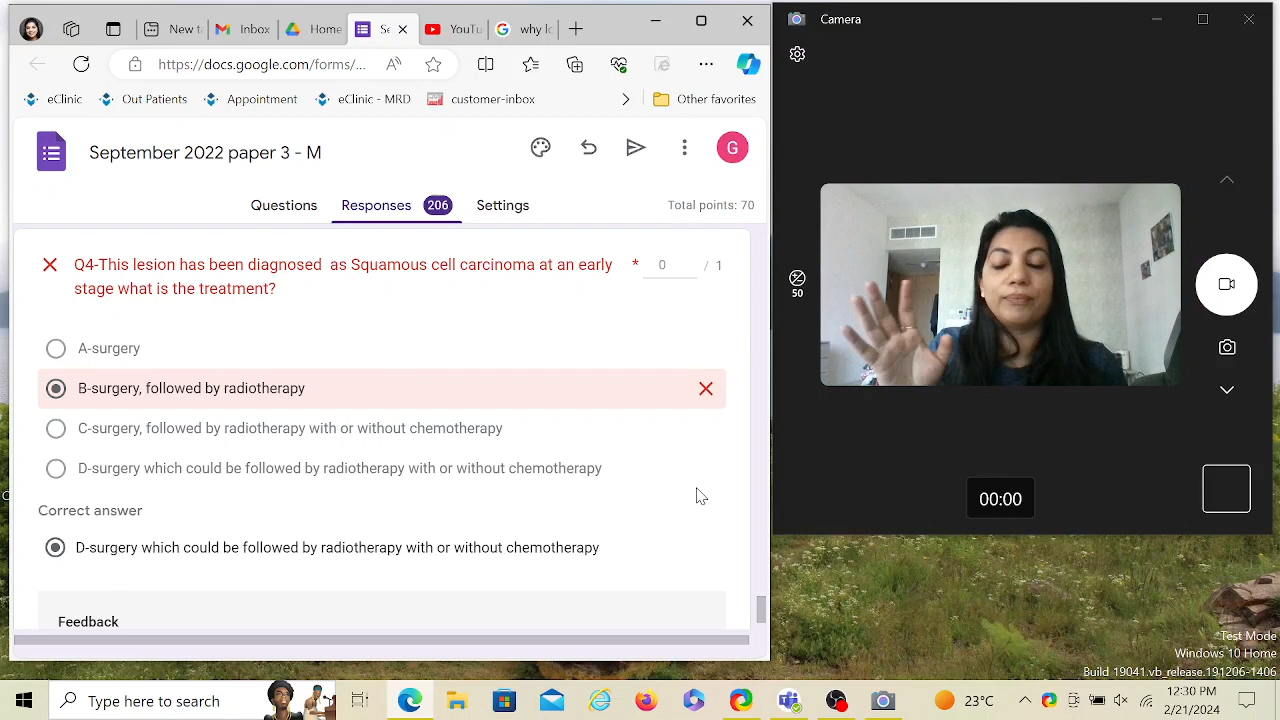 New t
Inbox
Home
Se
YouTu
why ic
https://docs.google.com/forms/...
eClinic
Out Patients
Appointment
eClinic - MRD
customer-inbox
Other favorites
September 2022 paper 3 - M
G
Questions
Responses
206
Settings
Total points: 70
Q4-This lesion has been diagnosed as Squamous cell carcinoma at an early
stage what is the treatment?
*
0
/ 1
A-surgery
B-surgery, followed by radiotherapy
C-surgery, followed by radiotherapy with or without chemotherapy
D-surgery which could be followed by radiotherapy with or without chemotherapy
Correct answer
D-surgery which could be followed by radiotherapy with or without chemotherapy
Feedback
Camera
50
00:00
Test Mode
Windows 10 Home
Build 19041.vb_release.191206-1406
Type here to search
23°C
12:30 PM
2/21/2024